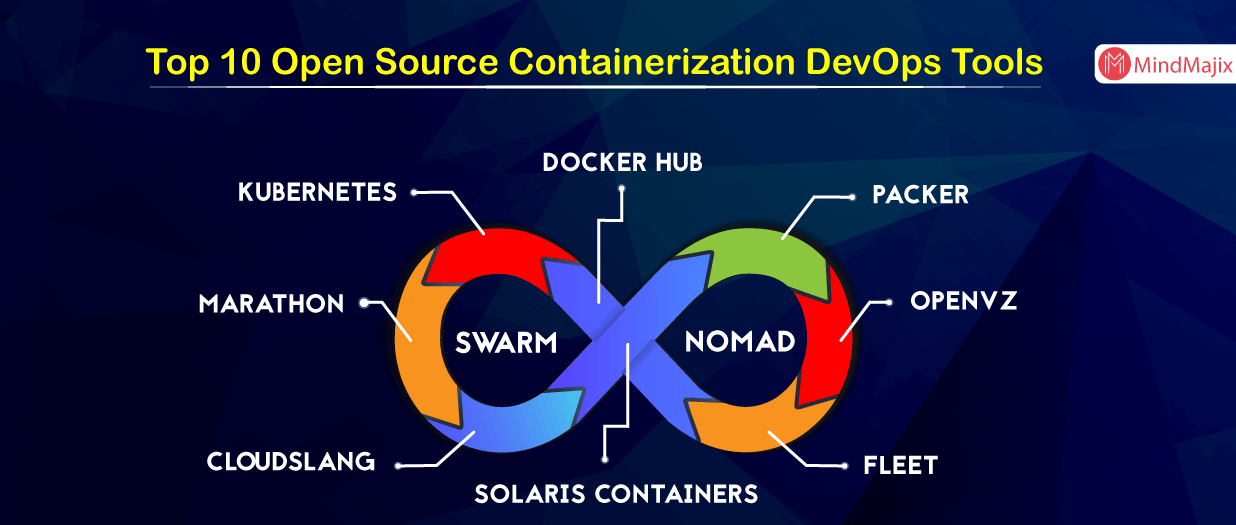 Top 10 Open Source Containerization DevOps Tools
MindMajix
DOCKER HUB
KUBERNETES
PACKER
MARATHON
OPENVZ
SWARM
NOMAD
CLOUDSLANG
FLEET
SOLARIS CONTAINERS